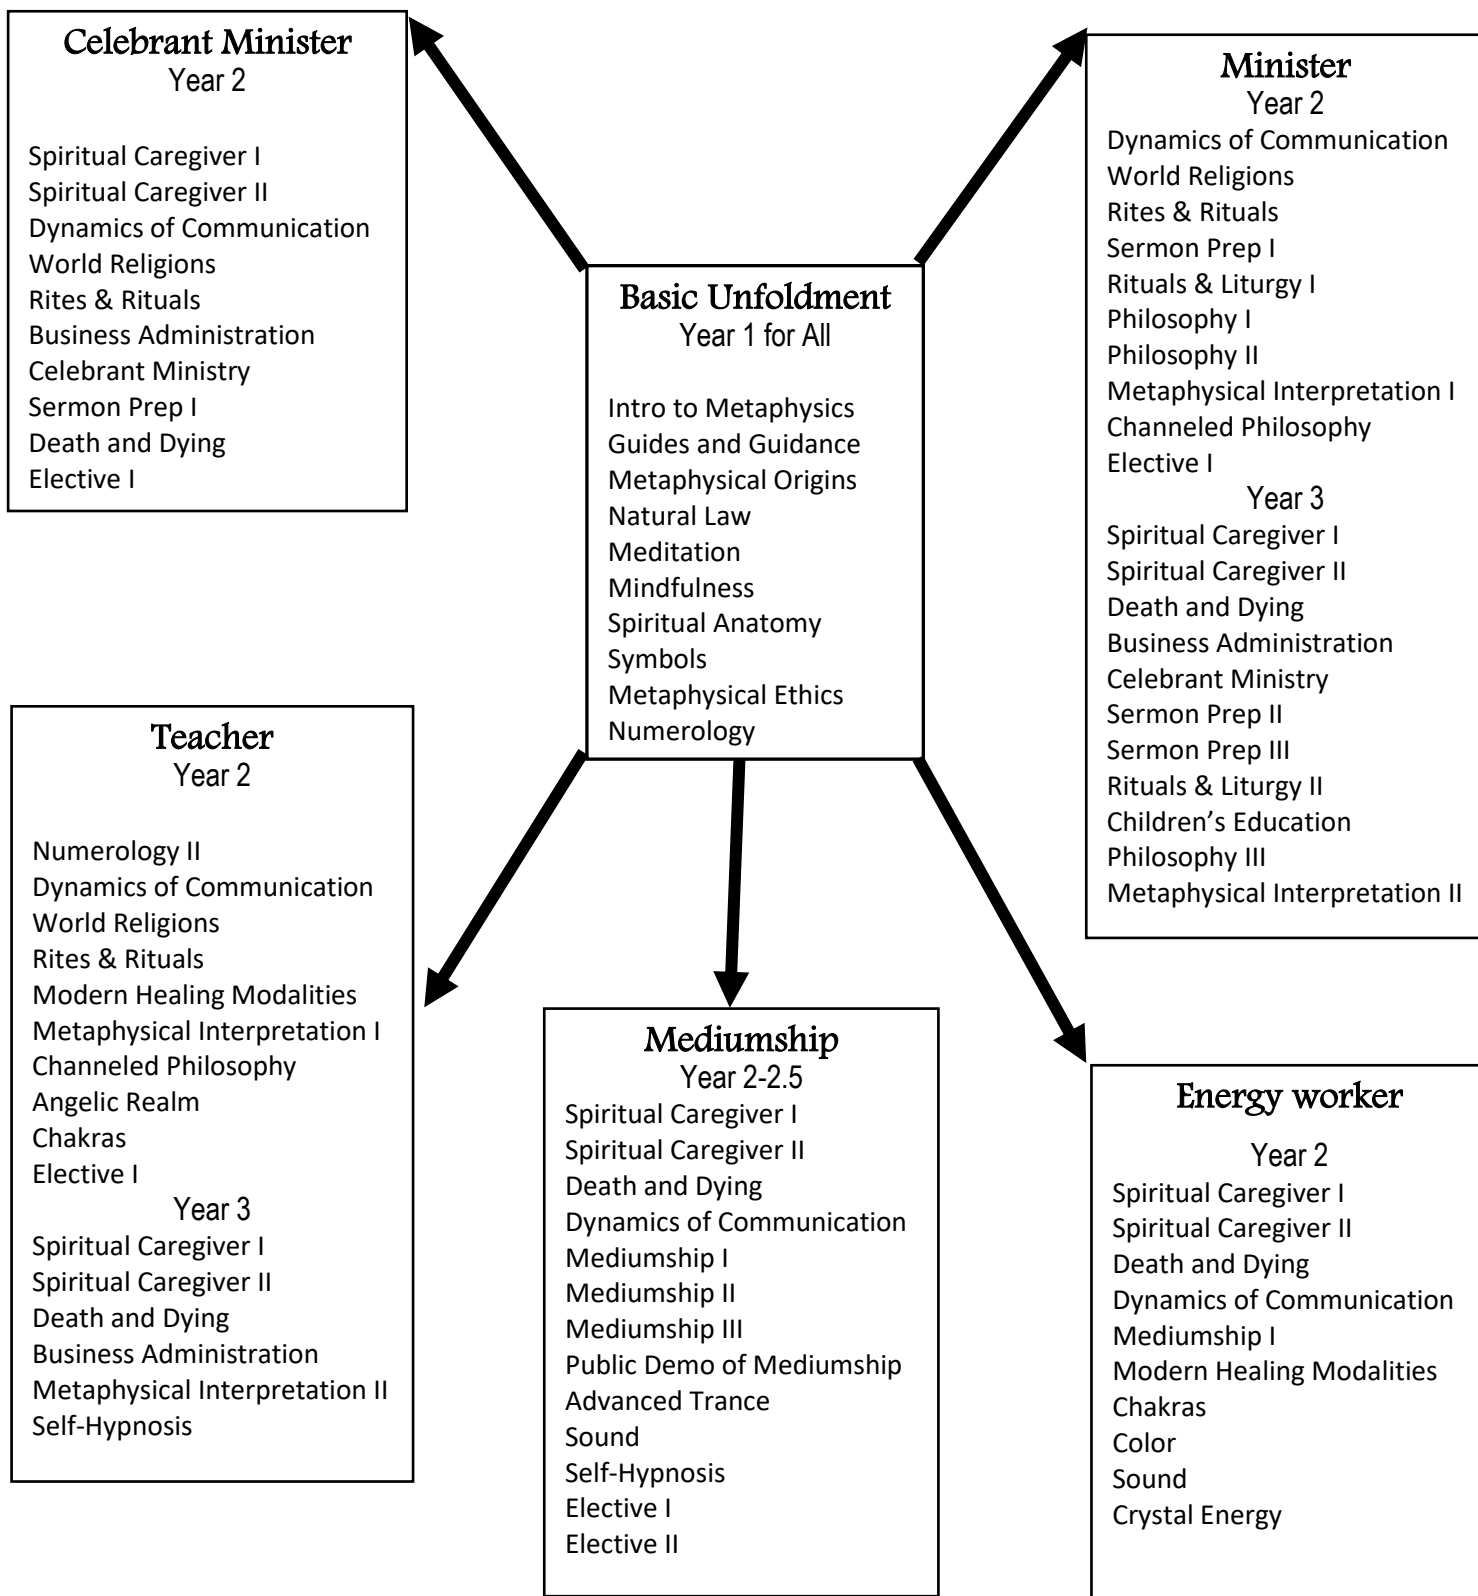 Celebrant Minister
Year 2
Spiritual Caregiver I
Spiritual Caregiver II
Dynamics of Communication
World Religions
Rites & Rituals
Business Administration
Celebrant Ministry
Sermon Prep I
Death and Dying
Elective I
Minister
Year 2
Dynamics of Communication
World Religions
Rites & Rituals
Sermon Prep I
Rituals & Liturgy I
Philosophy I
Philosophy II
Metaphysical Interpretation I
Channeled Philosophy
Elective I
Year 3
Spiritual Caregiver I
Spiritual Caregiver II
Death and Dying
Business Administration
Celebrant Ministry
Sermon Prep II
Sermon Prep III
Rituals & Liturgy II
Children’s Education
Philosophy III
Metaphysical Interpretation II
Basic Unfoldment
Year 1 for All
Intro to Metaphysics
Guides and Guidance
Metaphysical Origins
Natural Law
Meditation
Mindfulness
Spiritual Anatomy
Symbols
Metaphysical Ethics
Numerology
Teacher
Year 2
Numerology II
Dynamics of Communication
World Religions
Rites & Rituals
Modern Healing Modalities
Metaphysical Interpretation I
Channeled Philosophy
Angelic Realm
Chakras
Elective I
Year 3
Spiritual Caregiver I
Spiritual Caregiver II
Death and Dying
Business Administration
Metaphysical Interpretation II
Self-Hypnosis
Mediumship
Year 2-2.5
Spiritual Caregiver I
Spiritual Caregiver II
Death and Dying
Dynamics of Communication
Mediumship I
Mediumship II
Mediumship III
Public Demo of Mediumship
Advanced Trance
Sound
Self-Hypnosis
Elective I
Elective II
Energy worker
Year 2
Spiritual Caregiver I
Spiritual Caregiver II
Death and Dying
Dynamics of Communication
Mediumship I
Modern Healing Modalities
Chakras
Color
Sound
Crystal Energy